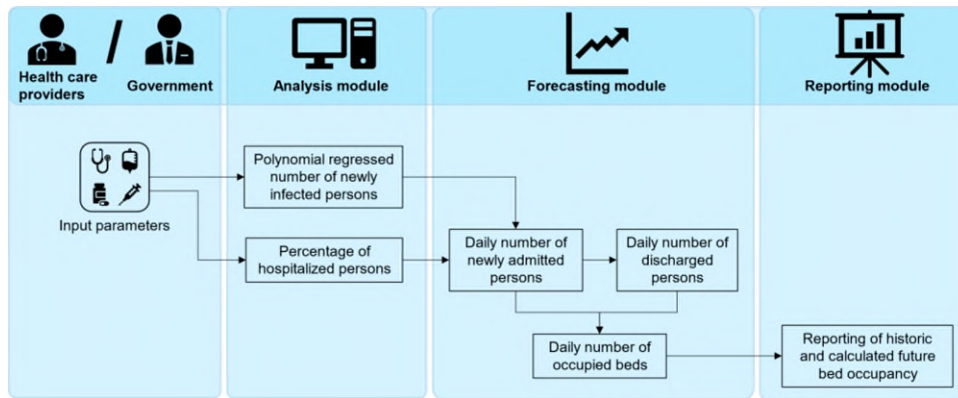 Health care
providers
Government
Analysis module
Forecasting module
Reporting module
Input parameters
Polynomial regressed
number of newly
infected persons
Percentage of
hospitalized persons
Daily number of
newly admitted
persons
Daily number of
discharged
persons
Daily number of
occupied beds
Reporting of historic
and calculated future
bed occupancy